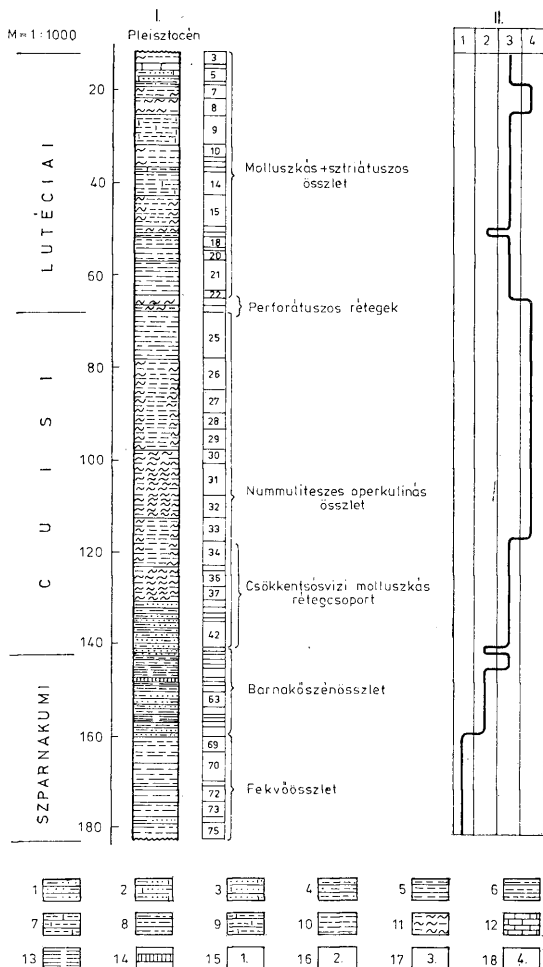 I.
II.
M=1:1000
Pleisztocén
1 2 3 4
20
40
60
80
100
120
140
160
180
LUTÉCIAI
CUISI
SZPARNAKUMI
3
5
7
8
9
10
14
15
18
20
21
22
25
26
27
28
29
30
31
32
33
34
36
37
42
63
69
70
72
73
75
Molluszkás+sztriátuszos
összlet
Perforátuszos rétegek
Nummuliteszes operkulinás
összlet
Csökkentsósvizi molluszkás
rétegcsoport
Barnakőszénösszlet
Feküösszlet
1 2 3 4 5 6
7 8 9 10 11 12
13 14 15 1. 16 2. 17 3. 18 4.